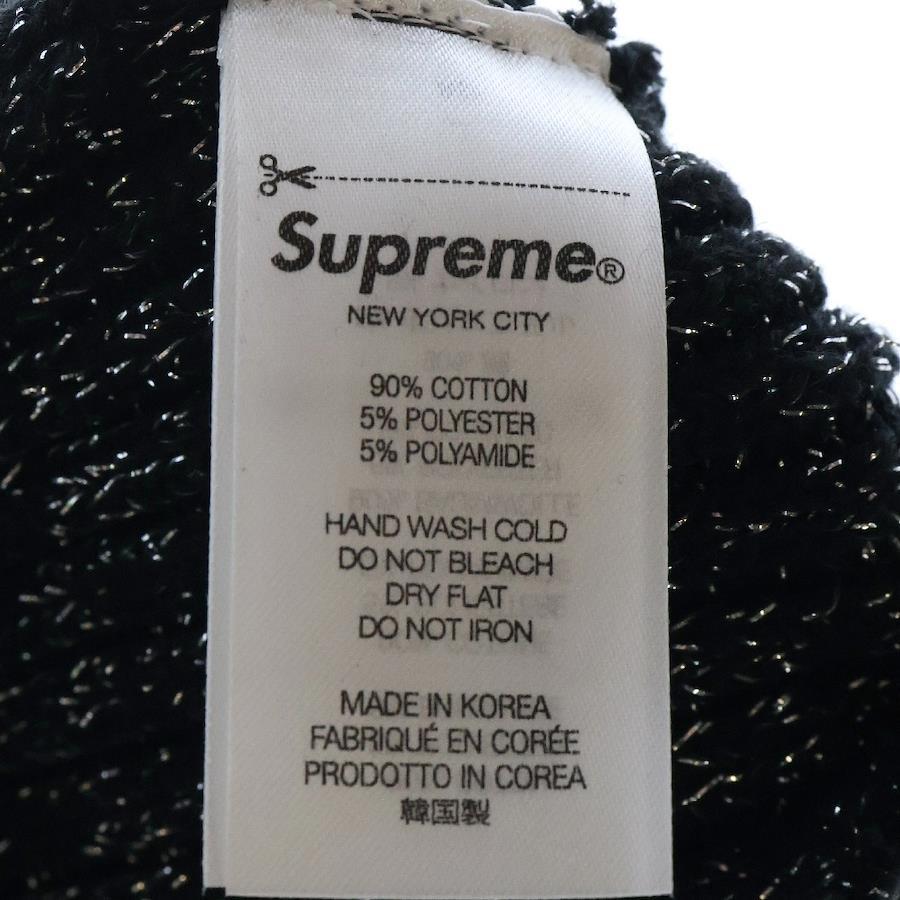 Supreme®
NEW YORK CITY
90% COTTON
5% POLYESTER
5% POLYAMIDE
HAND WASH COLD
DO NOT BLEACH
DRY FLAT
DO NOT IRON
MADE IN KOREA
FABRIQUÉ EN CORÉE
PRODOTTO IN COREA
韓国製